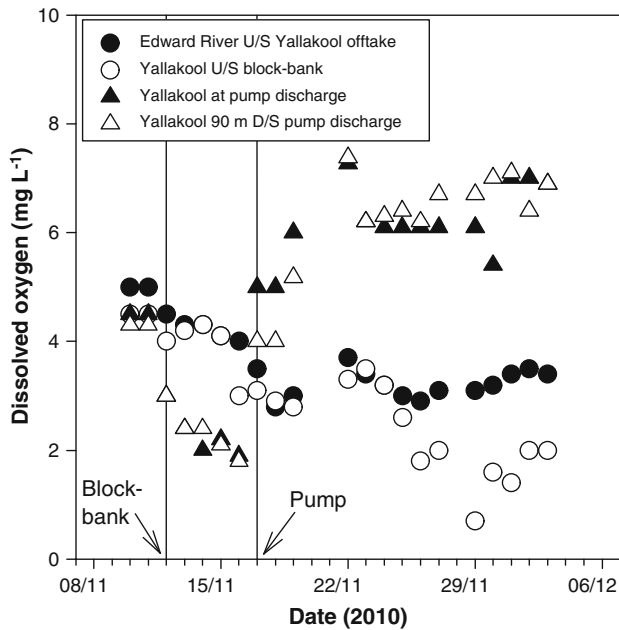 10
Edward River U/S Yallakool offtake
Yallakool U/S block-bank
Yallakool at pump discharge
Yallakool 90 m D/S pump discharge
8
6
4
2
0
Dissolved oxygen (mg L-1)
Block-
bank
Pump
08/11
15/11
22/11
29/11
06/12
Date (2010)